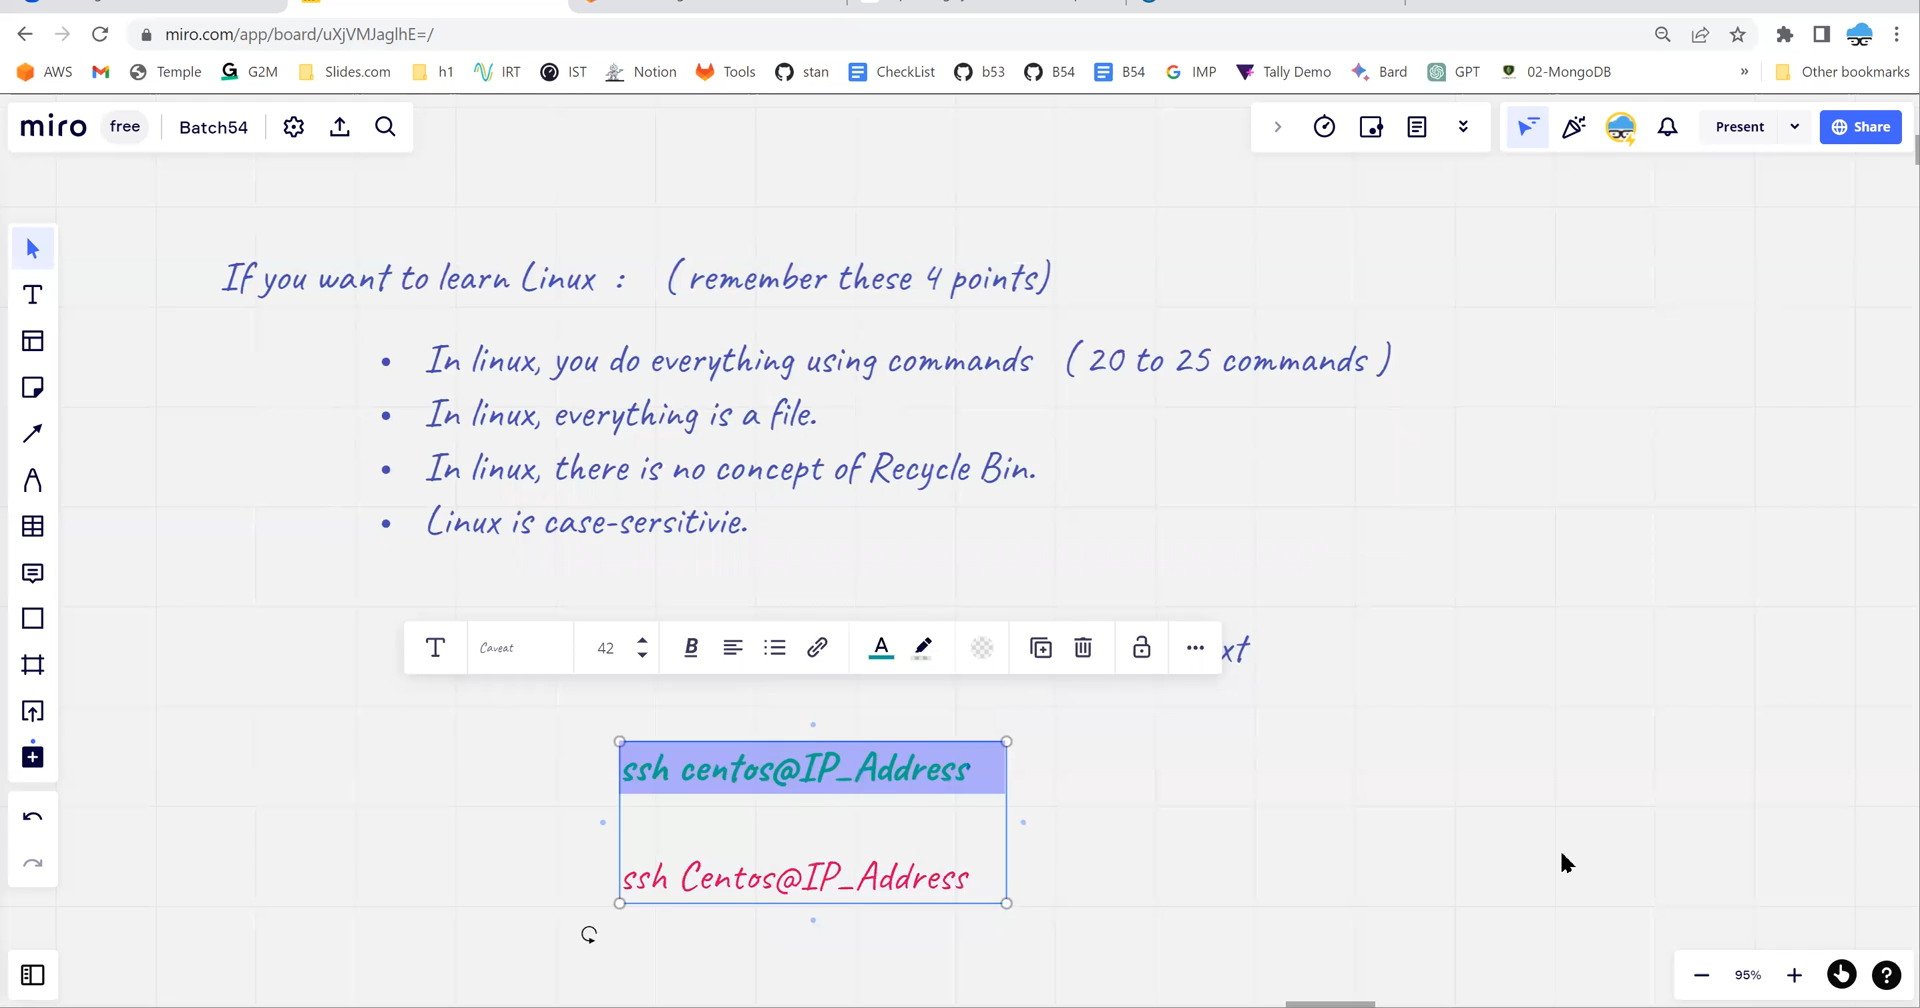 miro.com/app/board/uXjVMJaglhE=/
AWS Temple G2M Slides.com h1 IRT IST Notion Tools stan CheckList b53 B54 B54 IMP Tally Demo Bard GPT 02-MongoDB » Other bookmarks
miro free Batch54 Present Share
If you want to learn Linux : ( remember these 4 points)
• In linux, you do everything using commands ( 20 to 25 commands )
• In linux, everything is a file.
• In linux, there is no concept of Recycle Bin.
• Linux is case-sersitivie.
Caveat 42 B A xt
ssh centos@IP_Address
ssh Centos@IP_Address
95%